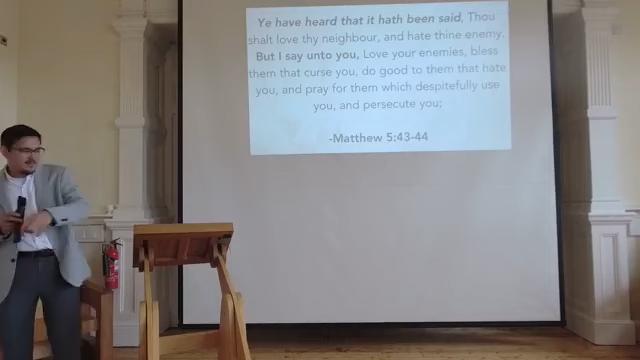 Ye have heard that it hath been said, Thou
shalt love thy neighbour, and hate thine enemy.
But I say unto you, Love your enemies, bless
them that curse you, do good to them that hate
you, and pray for them which despitefully use
you, and persecute you;
-Matthew 5:43-44